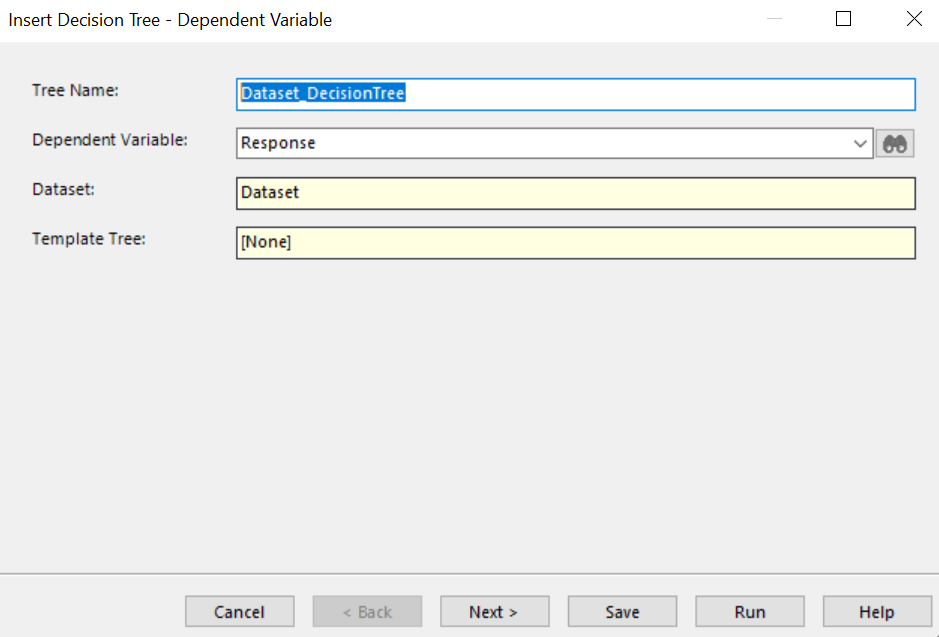 Insert Decision Tree - Dependent Variable
Tree Name: Dataset_DecisionTree
Dependent Variable: Response
Dataset: Dataset
Template Tree: [None]
Cancel < Back Next > Save Run Help